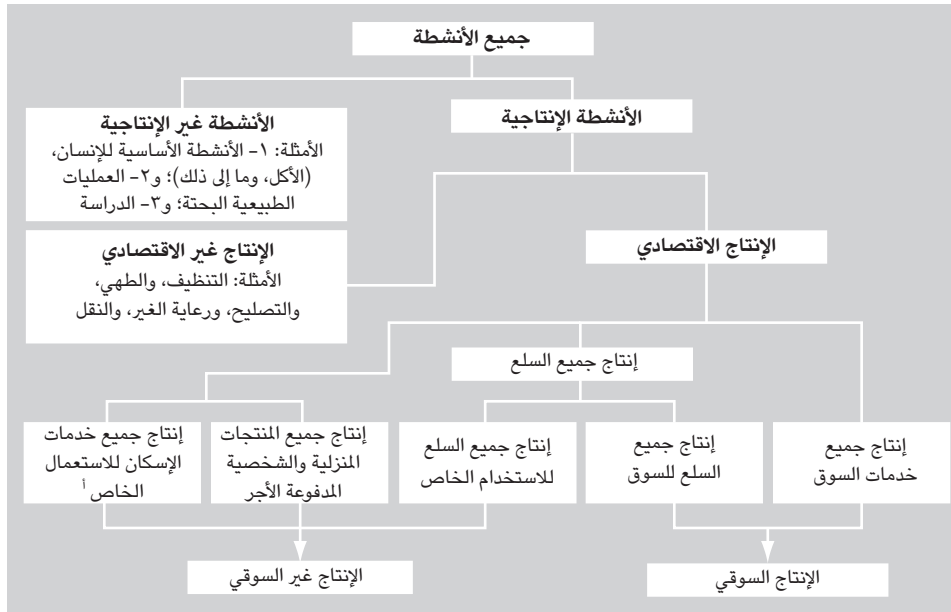 جميع الأنشطة
الأنشطة الإنتاجية
الأنشطة غير الإنتاجية
الأمثلة: ١- الأنشطة الأساسية للإنسان،
(الأكل، وما إلى ذلك)؛ و٢- العمليات
الطبيعية البحتة؛ و٣- الدراسة
الإنتاج الاقتصادي
الإنتاج غير الاقتصادي
الأمثلة: التنظيف، والطهي،
والتصليح، ورعاية الغير، والنقل
إنتاج جميع السلع
إنتاج جميع
خدمات السوق
إنتاج جميع
السلع للسوق
إنتاج جميع السلع
للاستخدام الخاص
إنتاج جميع المنتجات
المنزلية والشخصية
المدفوعة الأجر
إنتاج جميع خدمات
الإسكان للاستعمال
الخاص أ
الإنتاج السوقي
الإنتاج غير السوقي